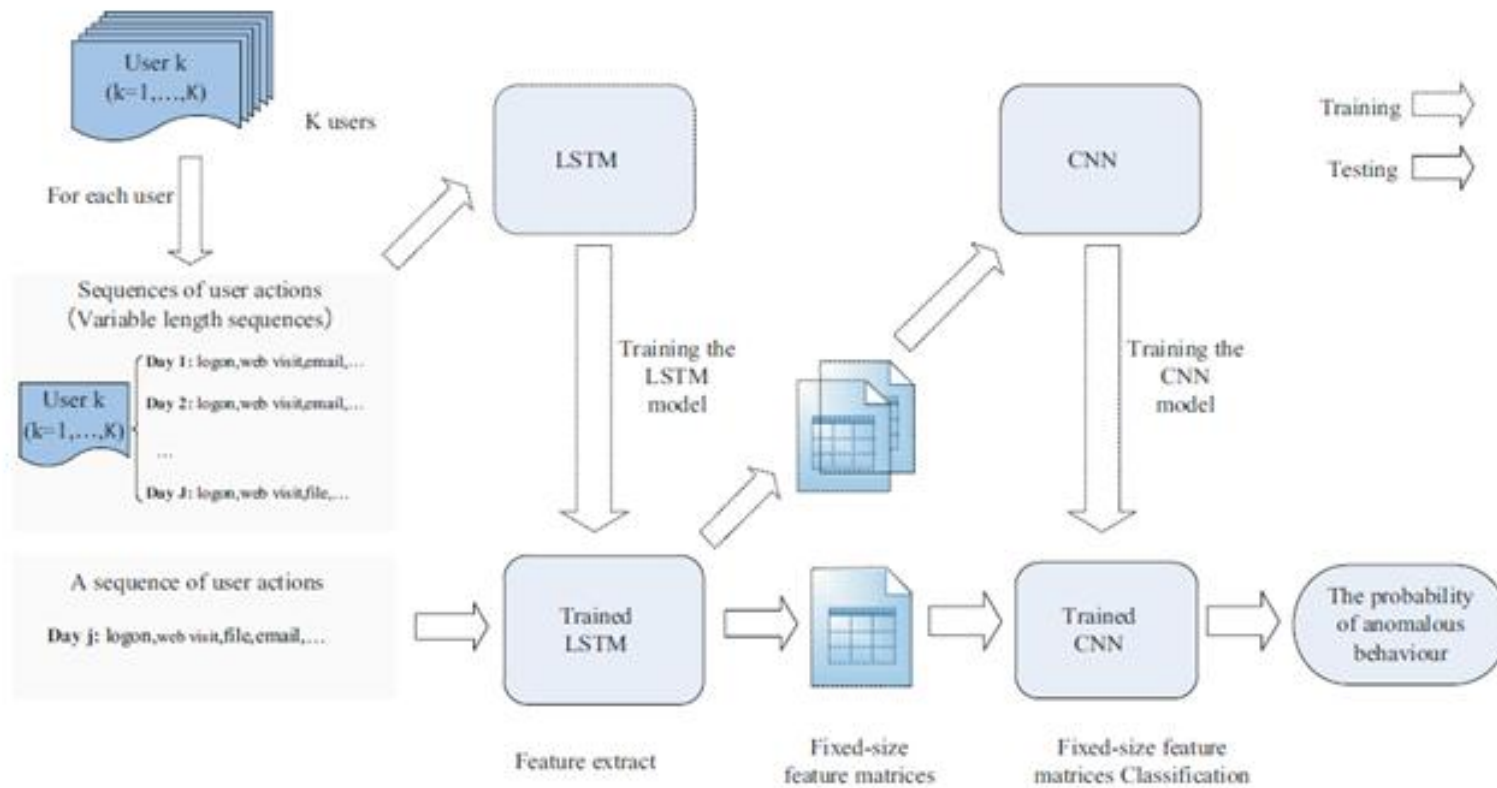 User k
(k=1,…,K)
K users
For each user
LSTM
CNN
Training
Testing
Sequences of user actions
（Variable length sequences）
Day 1: logon,web visit,email,…
User k
(k=1,…,K)
Day 2: logon,web visit,email,…
…
Day J: logon,web visit,file,…
Training the
LSTM
model
Training the
CNN
model
A sequence of user actions
Day j: logon,web visit,file,email,…
Trained
LSTM
Trained
CNN
The probability
of anomalous
behaviour
Feature extract
Fixed-size
feature matrices
Fixed-size feature
matrices Classification